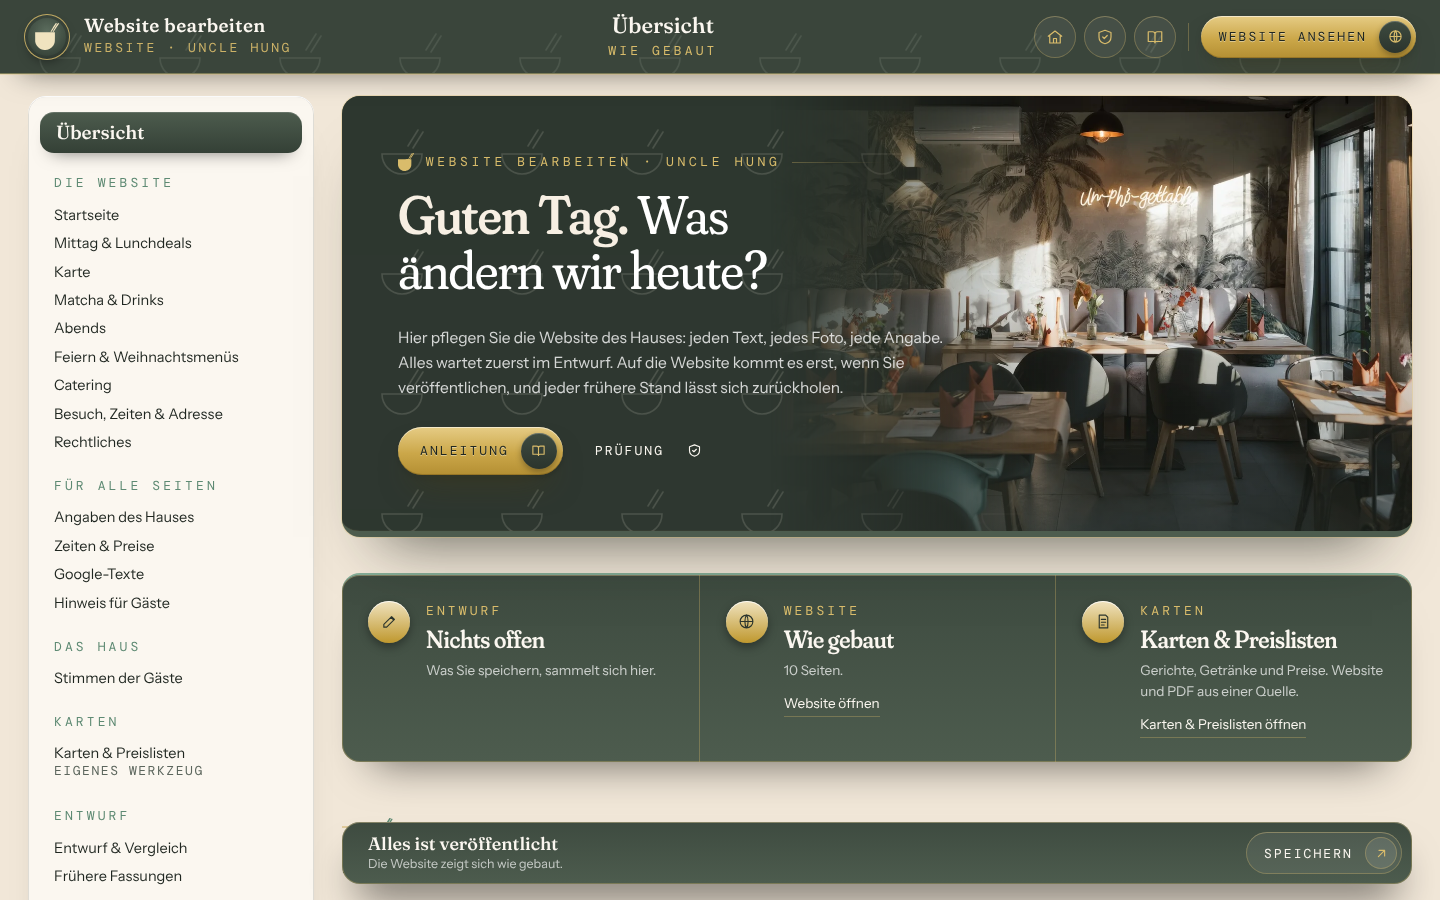 Website bearbeiten
WEBSITE · UNCLE HUNG
Übersicht
WIE GEBAUT
WEBSITE ANSEHEN
Übersicht
DIE WEBSITE
Startseite
Mittag & Lunchdeals
Karte
Matcha & Drinks
Abends
Feiern & Weihnachtsmenüs
Catering
Besuch, Zeiten & Adresse
Rechtliches
FÜR ALLE SEITEN
Angaben des Hauses
Zeiten & Preise
Google-Texte
Hinweis für Gäste
DAS HAUS
Stimmen der Gäste
KARTEN
Karten & Preislisten
EIGENES WERKZEUG
ENTWURF
Entwurf & Vergleich
Frühere Fassungen
WEBSITE BEARBEITEN · UNCLE HUNG
Guten Tag. Was
ändern wir heute?
Hier pflegen Sie die Website des Hauses: jeden Text, jedes Foto, jede Angabe.
Alles wartet zuerst im Entwurf. Auf die Website kommt es erst, wenn Sie
veröffentlichen, und jeder frühere Stand lässt sich zurückholen.
ANLEITUNG
PRÜFUNG
Um-phở-gettable
ENTWURF
Nichts offen
Was Sie speichern, sammelt sich hier.
WEBSITE
Wie gebaut
10 Seiten.
Website öffnen
KARTEN
Karten & Preislisten
Gerichte, Getränke und Preise. Website
und PDF aus einer Quelle.
Karten & Preislisten öffnen
Alles ist veröffentlicht
Die Website zeigt sich wie gebaut.
SPEICHERN